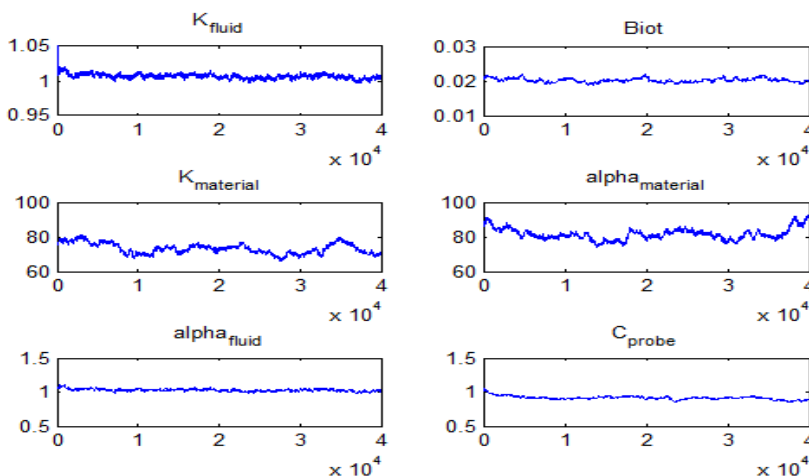 K_fluid
1.05
1
0.95
0 1 2 3 4
x 10^4
Biot
0.03
0.02
0.01
0 1 2 3 4
x 10^4
K_material
100
80
60
0 1 2 3 4
x 10^4
alpha_material
100
80
60
0 1 2 3 4
x 10^4
alpha_fluid
1.5
1
0.5
0 1 2 3 4
x 10^4
C_probe
1.5
1
0.5
0 1 2 3 4
x 10^4